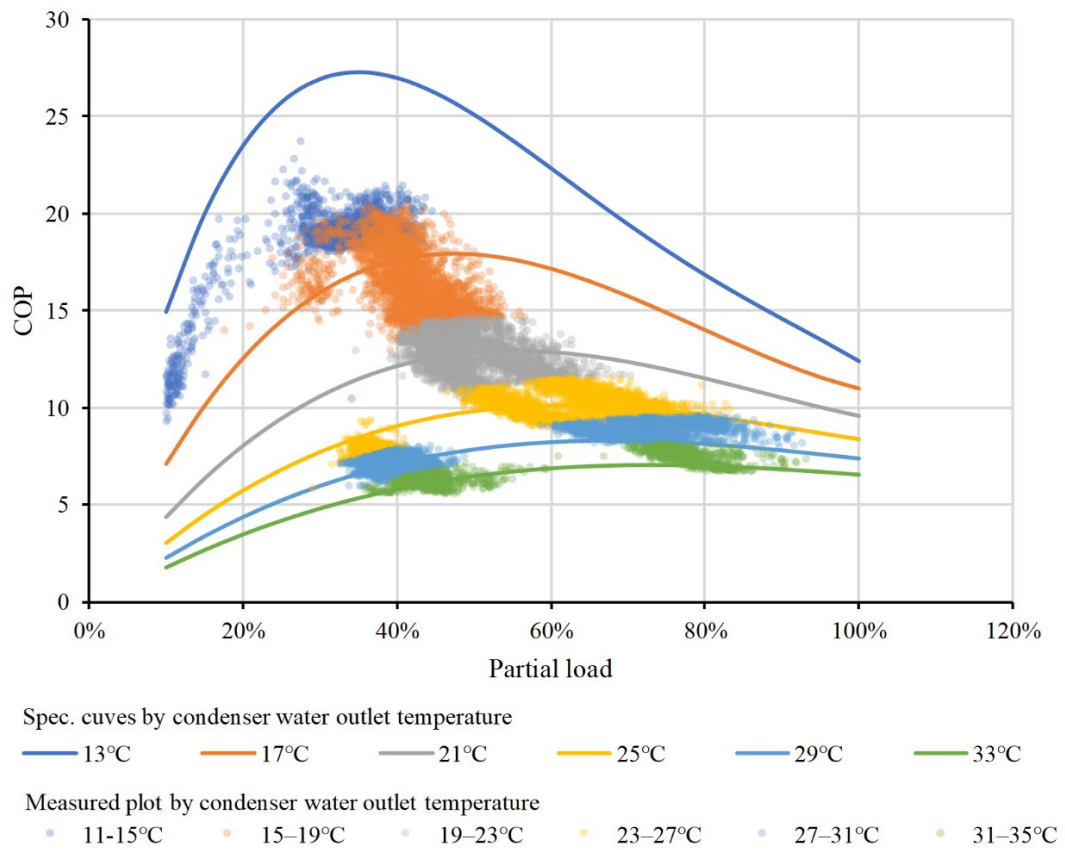 30
25
20
15
10
5
0
COP
0% 20% 40% 60% 80% 100% 120%
Partial load
Spec. cuves by condenser water outlet temperature
13℃ 17℃ 21℃ 25℃ 29℃ 33℃
Measured plot by condenser water outlet temperature
11-15℃ 15–19℃ 19–23℃ 23–27℃ 27–31℃ 31–35℃